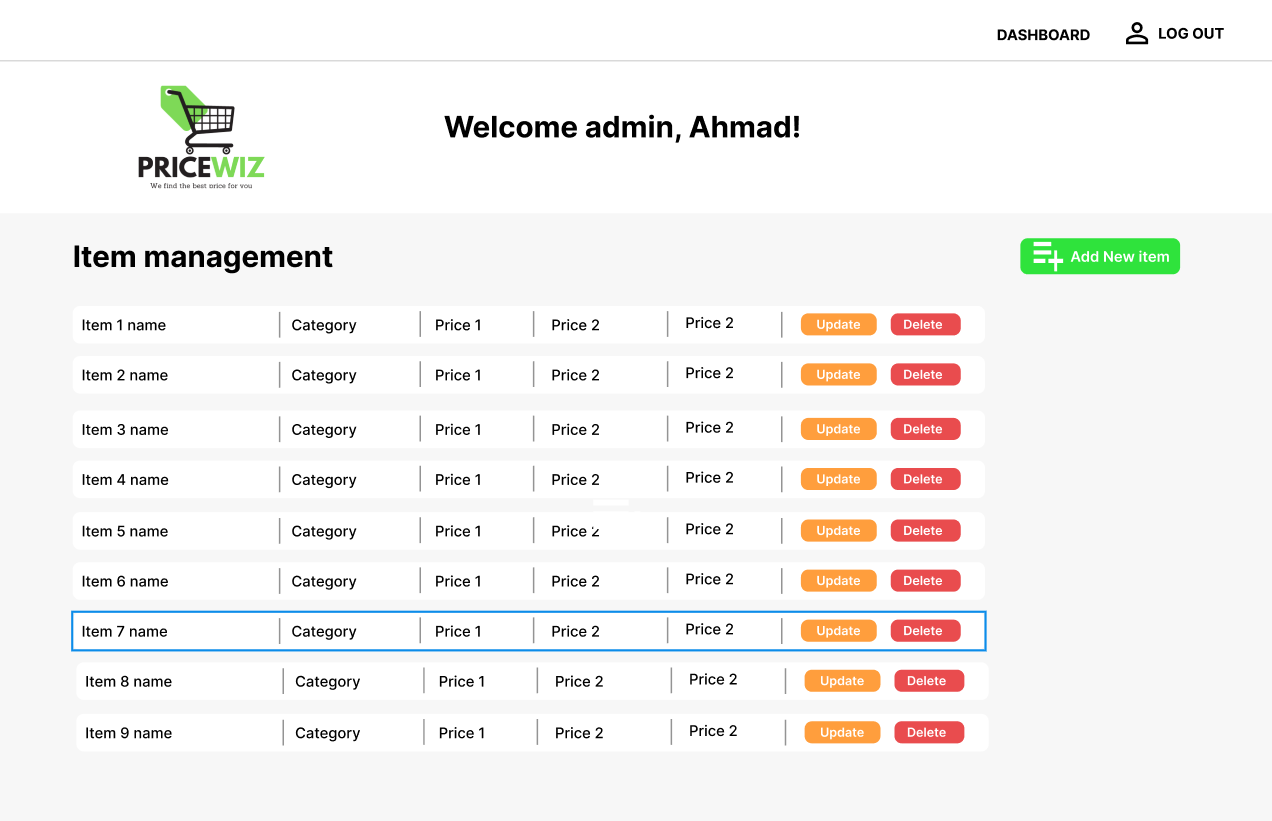 DASHBOARD LOG OUT
PRICEWIZ
We find the best price for you
Welcome admin, Ahmad!
Item management
Add New item
Item 1 name Category Price 1 Price 2 Price 2 Update Delete
Item 2 name Category Price 1 Price 2 Price 2 Update Delete
Item 3 name Category Price 1 Price 2 Price 2 Update Delete
Item 4 name Category Price 1 Price 2 Price 2 Update Delete
Item 5 name Category Price 1 Price 2 Price 2 Update Delete
Item 6 name Category Price 1 Price 2 Price 2 Update Delete
Item 7 name Category Price 1 Price 2 Price 2 Update Delete
Item 8 name Category Price 1 Price 2 Price 2 Update Delete
Item 9 name Category Price 1 Price 2 Price 2 Update Delete